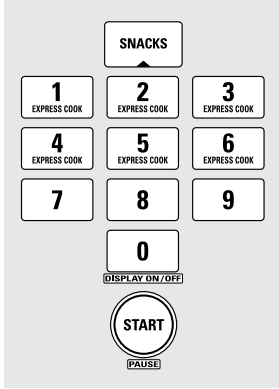 SNACKS
1 2 3
EXPRESS COOK EXPRESS COOK EXPRESS COOK
4 5 6
EXPRESS COOK EXPRESS COOK EXPRESS COOK
7 8 9
0
DISPLAY ON/OFF
START
PAUSE